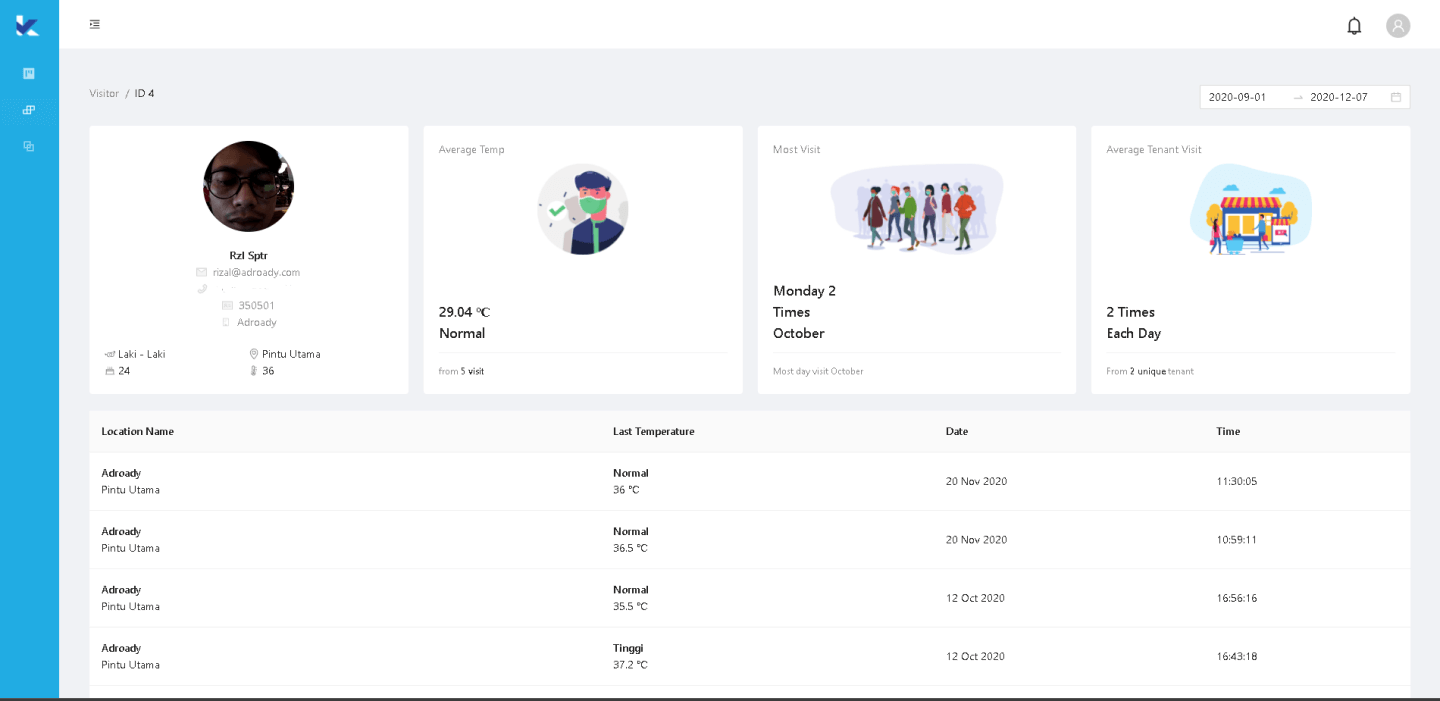 Visitor / ID 4
2020-09-01 → 2020-12-07
Rzl Sptr
rizal@adroady.com
350501
Adroady
Laki - Laki
Pintu Utama
24
36
Average Temp
29.04 °C
Normal
from 5 visit
Most Visit
Monday 2
Times
October
Most day visit October
Average Tenant Visit
2 Times
Each Day
From 2 unique tenant
Location Name Last Temperature Date Time
Adroady Normal
Pintu Utama 36 °C 20 Nov 2020 11:30:05
Adroady Normal
Pintu Utama 36.5 °C 20 Nov 2020 10:59:11
Adroady Normal
Pintu Utama 35.5 °C 12 Oct 2020 16:56:16
Adroady Tinggi
Pintu Utama 37.2 °C 12 Oct 2020 16:43:18